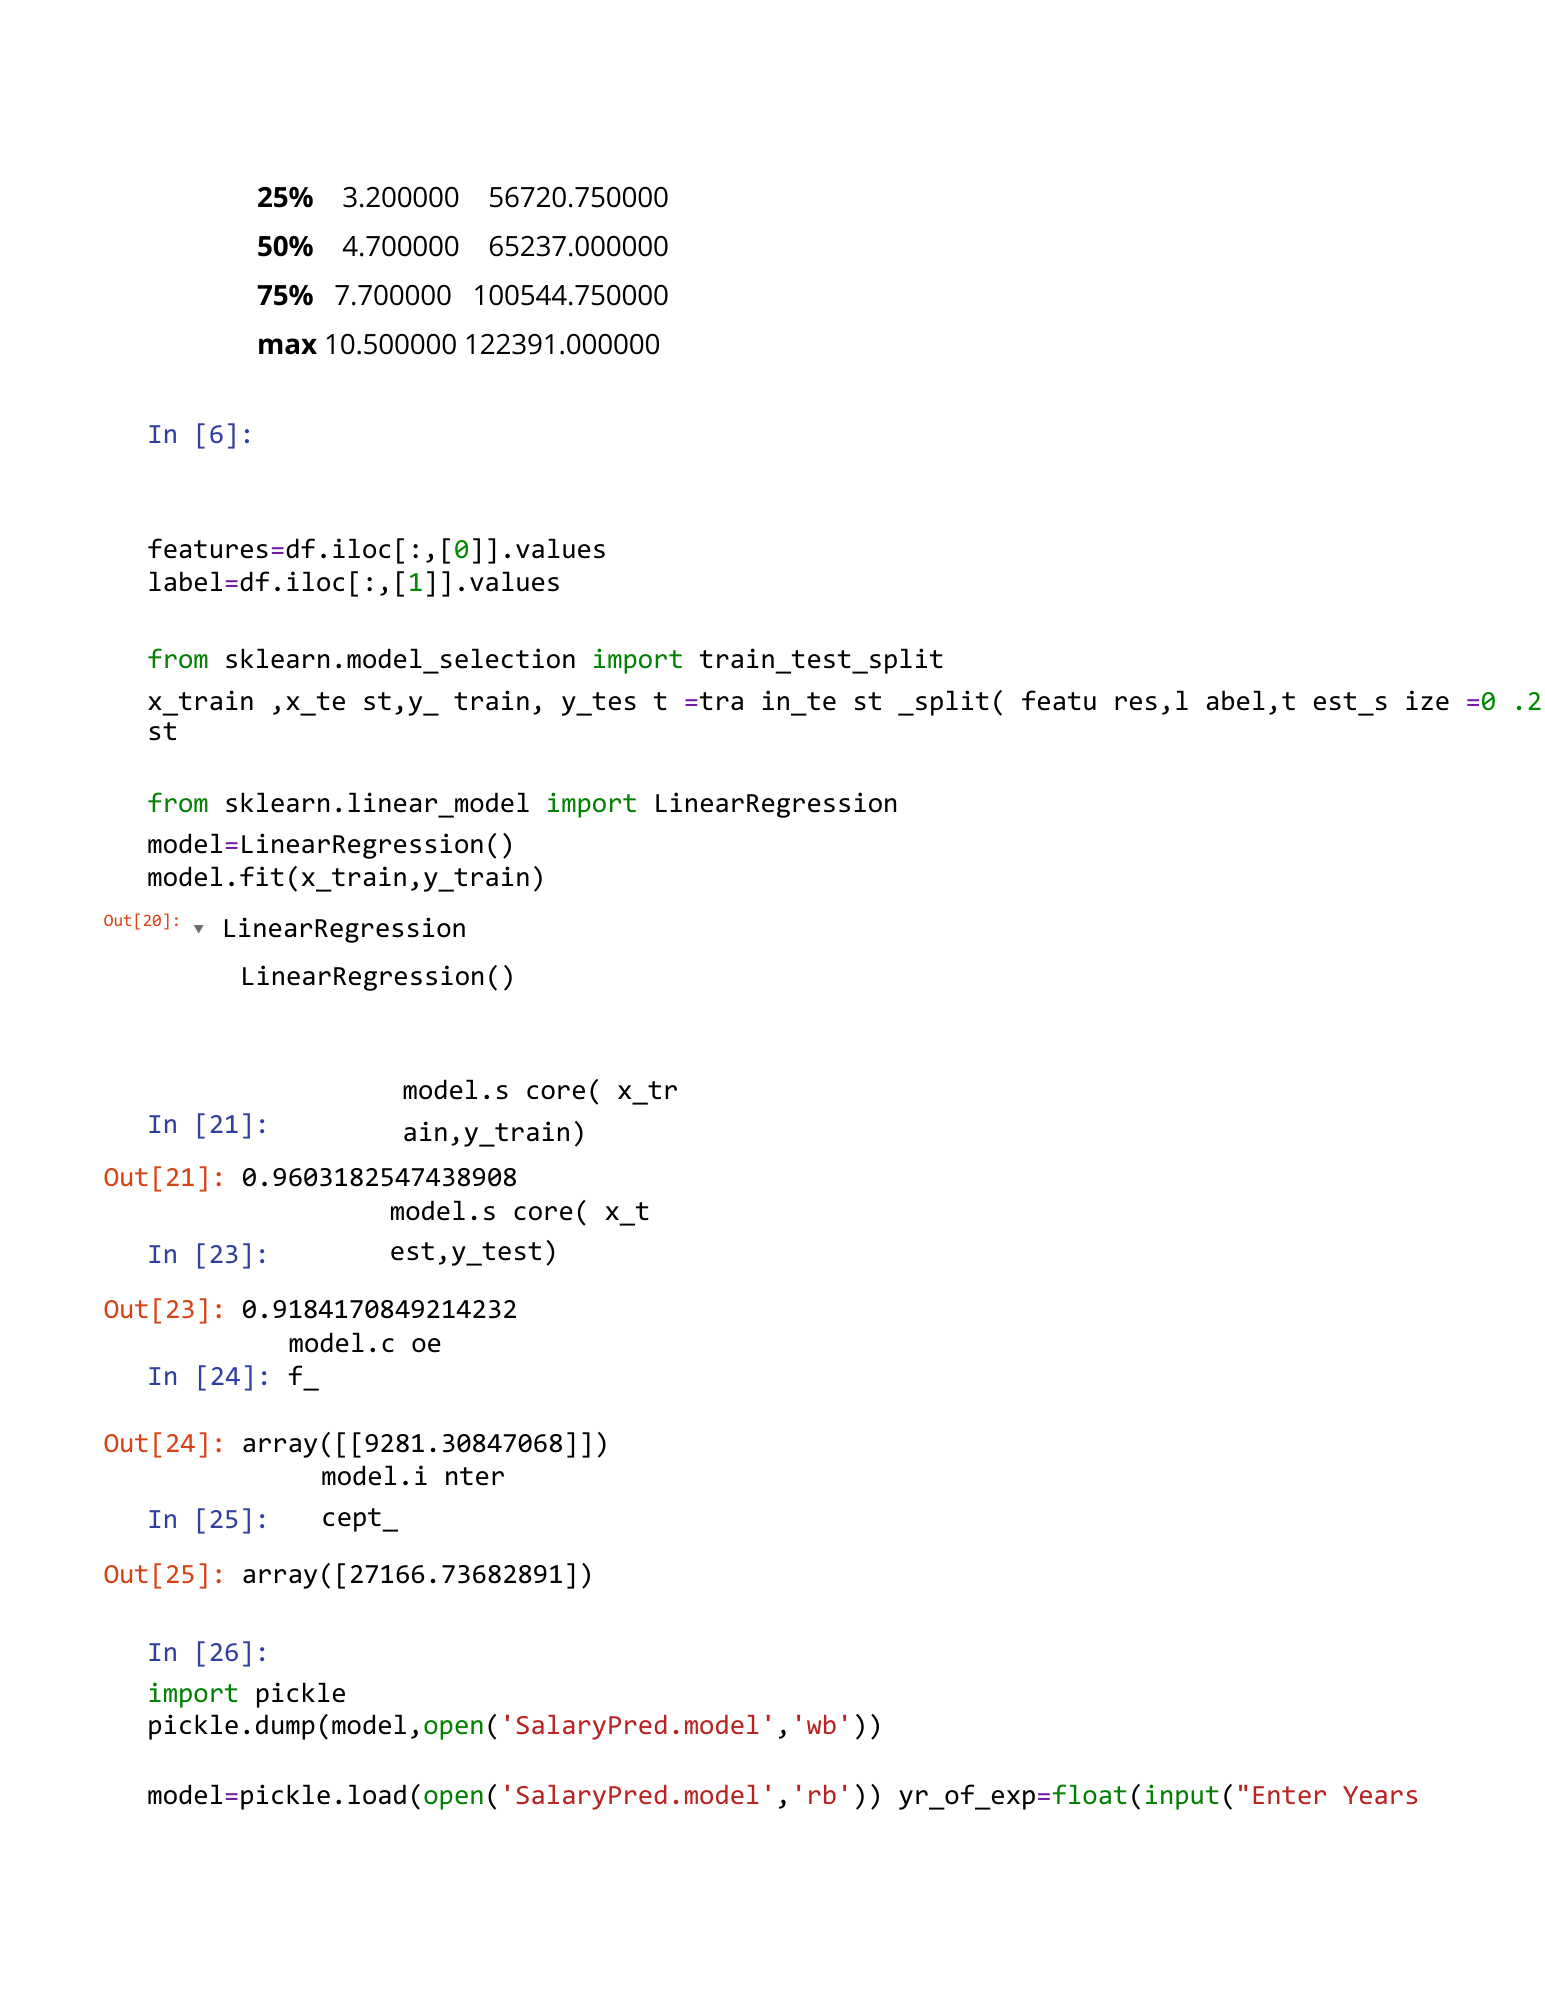 25% 3.200000 56720.750000
50% 4.700000 65237.000000
75% 7.700000 100544.750000
max 10.500000 122391.000000
In [6]:
features=df.iloc[:,[0]].values
label=df.iloc[:,[1]].values
from sklearn.model_selection import train_test_split
x_train ,x_te st,y_ train, y_tes t =tra in_te st _split( featu res,l abel,t est_s ize =0 .2
st
from sklearn.linear_model import LinearRegression
model=LinearRegression()
model.fit(x_train,y_train)
Out[20]: ▾ LinearRegression
LinearRegression()
model.s core( x_tr
In [21]:
ain,y_train)
Out[21]: 0.9603182547438908
model.s core( x_t
In [23]:
est,y_test)
Out[23]: 0.9184170849214232
model.c oe
In [24]: f_
Out[24]: array([[9281.30847068]])
model.i nter
In [25]: cept_
Out[25]: array([27166.73682891])
In [26]:
import pickle
pickle.dump(model,open('SalaryPred.model','wb'))
model=pickle.load(open('SalaryPred.model','rb')) yr_of_exp=float(input("Enter Years